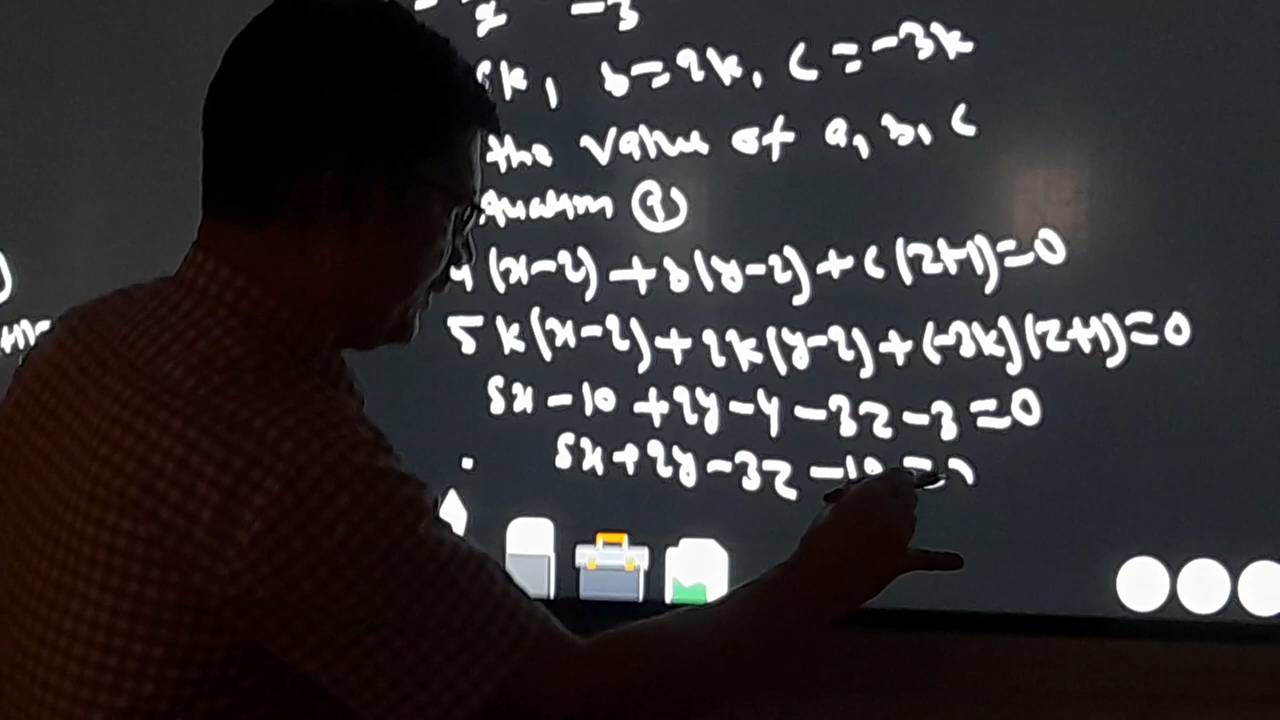 2 -3
k, b=2k, c=-3k
the value of a, b, c
①
(x-2) + b(y-2) + c(z+1)=0
5k(x-2)+2k(y-2)+(-3k)(z+1)=0
5x-10+2y-4-3z-3=0
5x+2y-3z-1